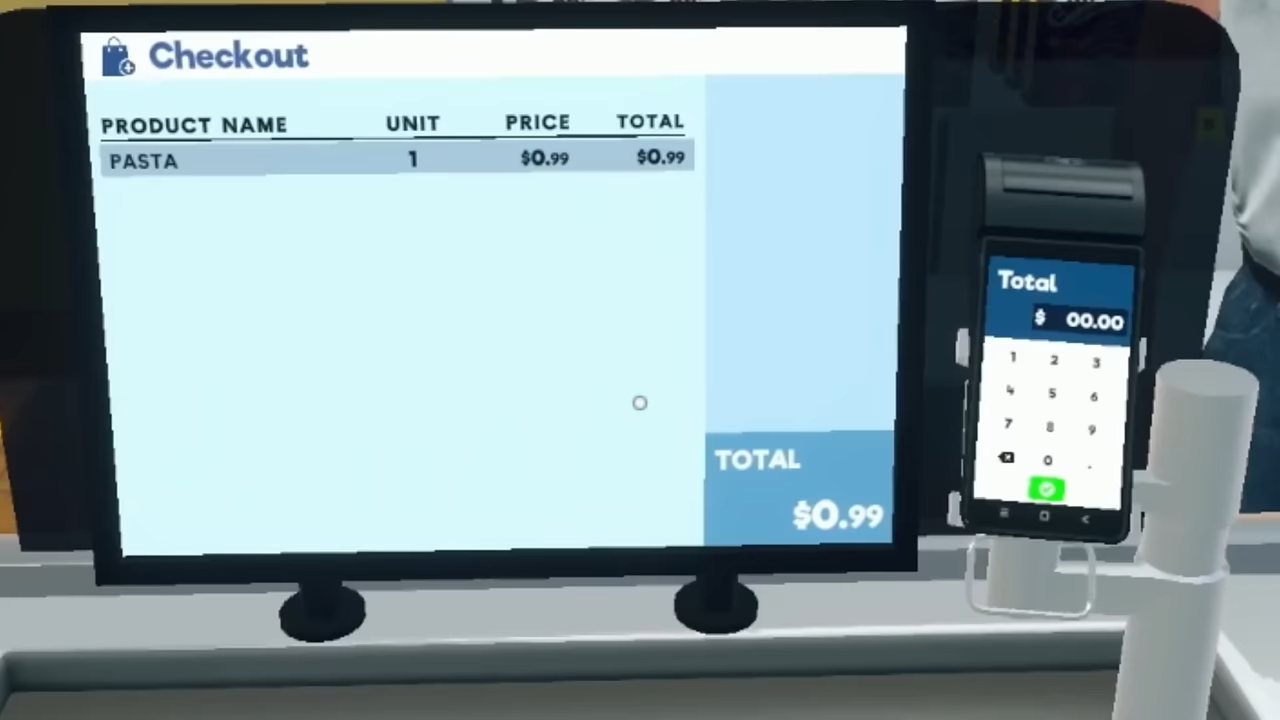 Checkout
PRODUCT NAME UNIT PRICE TOTAL
PASTA 1 $0.99 $0.99
TOTAL
$0.99
Total
$ 00.00
1 2 3
4 5 6
7 8 9
0 .